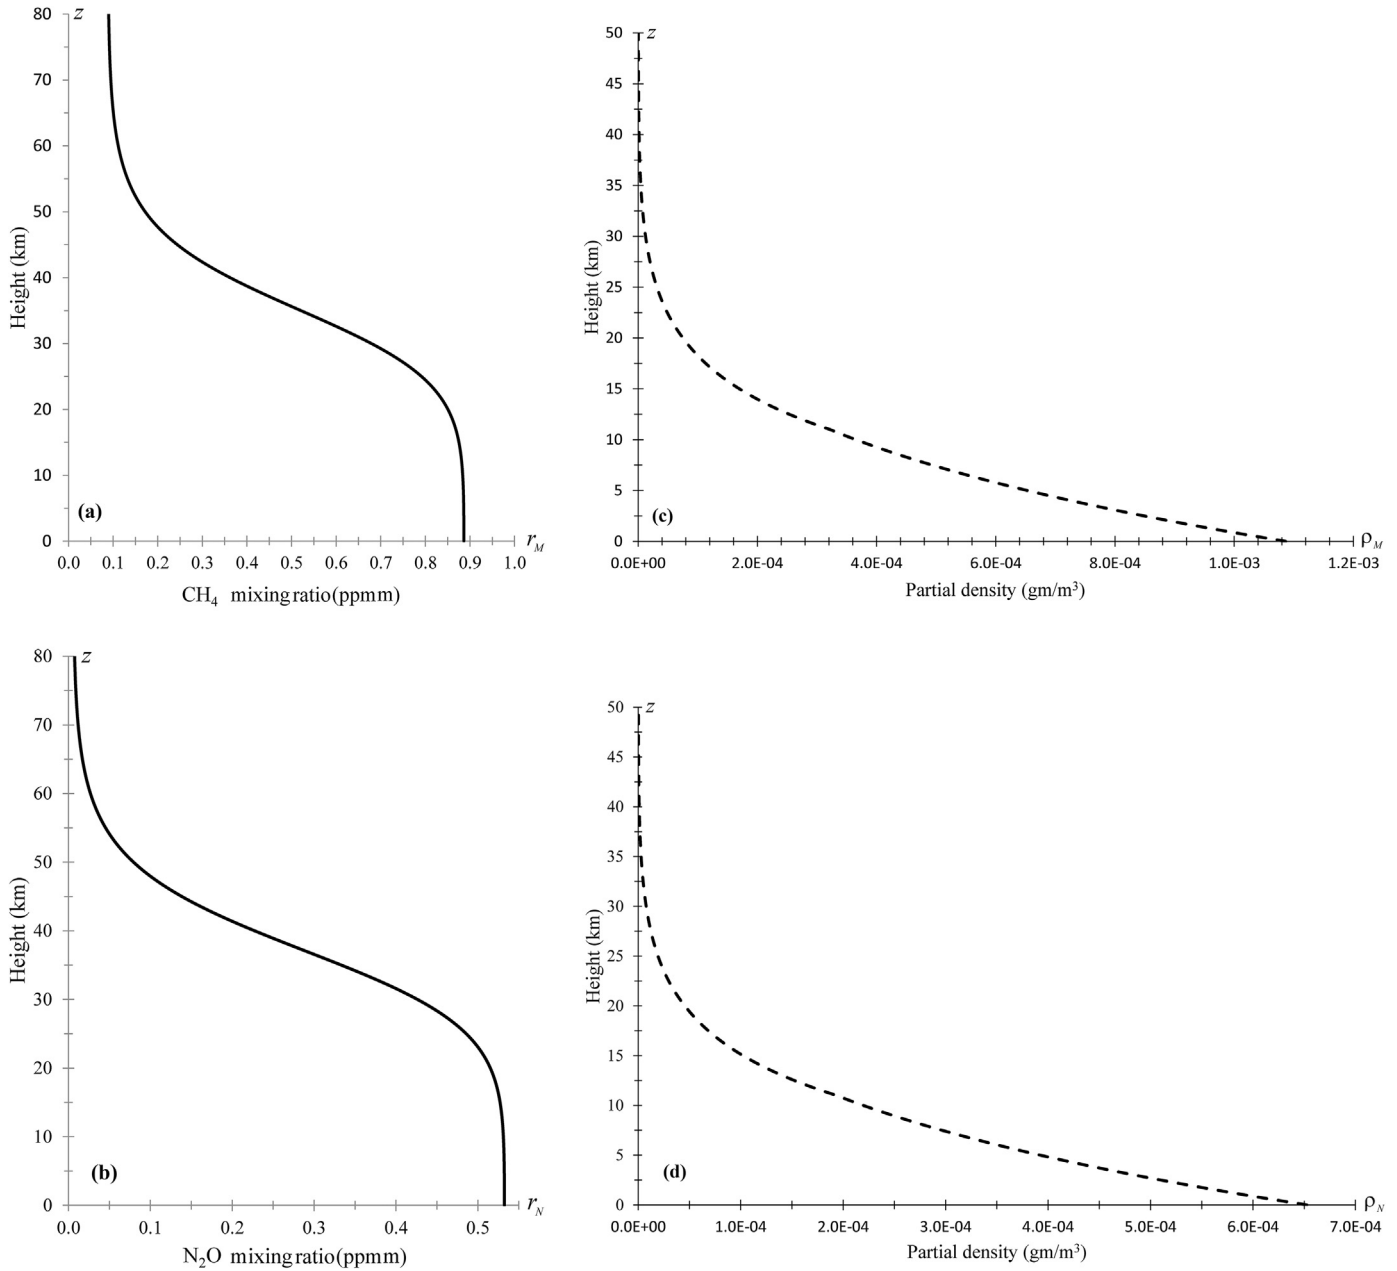 80 z
70
60
50
40
30
20
10
0
Height (km)
(a)
0.0 0.1 0.2 0.3 0.4 0.5 0.6 0.7 0.8 0.9 1.0
r_M
CH₄ mixing ratio (ppmm)
50 z
45
40
35
30
25
20
15
10
5
0
Height (km)
(c)
0.0E+00 2.0E-04 4.0E-04 6.0E-04 8.0E-04 1.0E-03 1.2E-03
ρ_M
Partial density (gm/m³)
80 z
70
60
50
40
30
20
10
0
Height (km)
(b)
0.0 0.1 0.2 0.3 0.4 0.5
r_N
N₂O mixing ratio (ppmm)
50 z
45
40
35
30
25
20
15
10
5
0
Height (km)
(d)
0.0E+00 1.0E-04 2.0E-04 3.0E-04 4.0E-04 5.0E-04 6.0E-04 7.0E-04
ρ_N
Partial density (gm/m³)